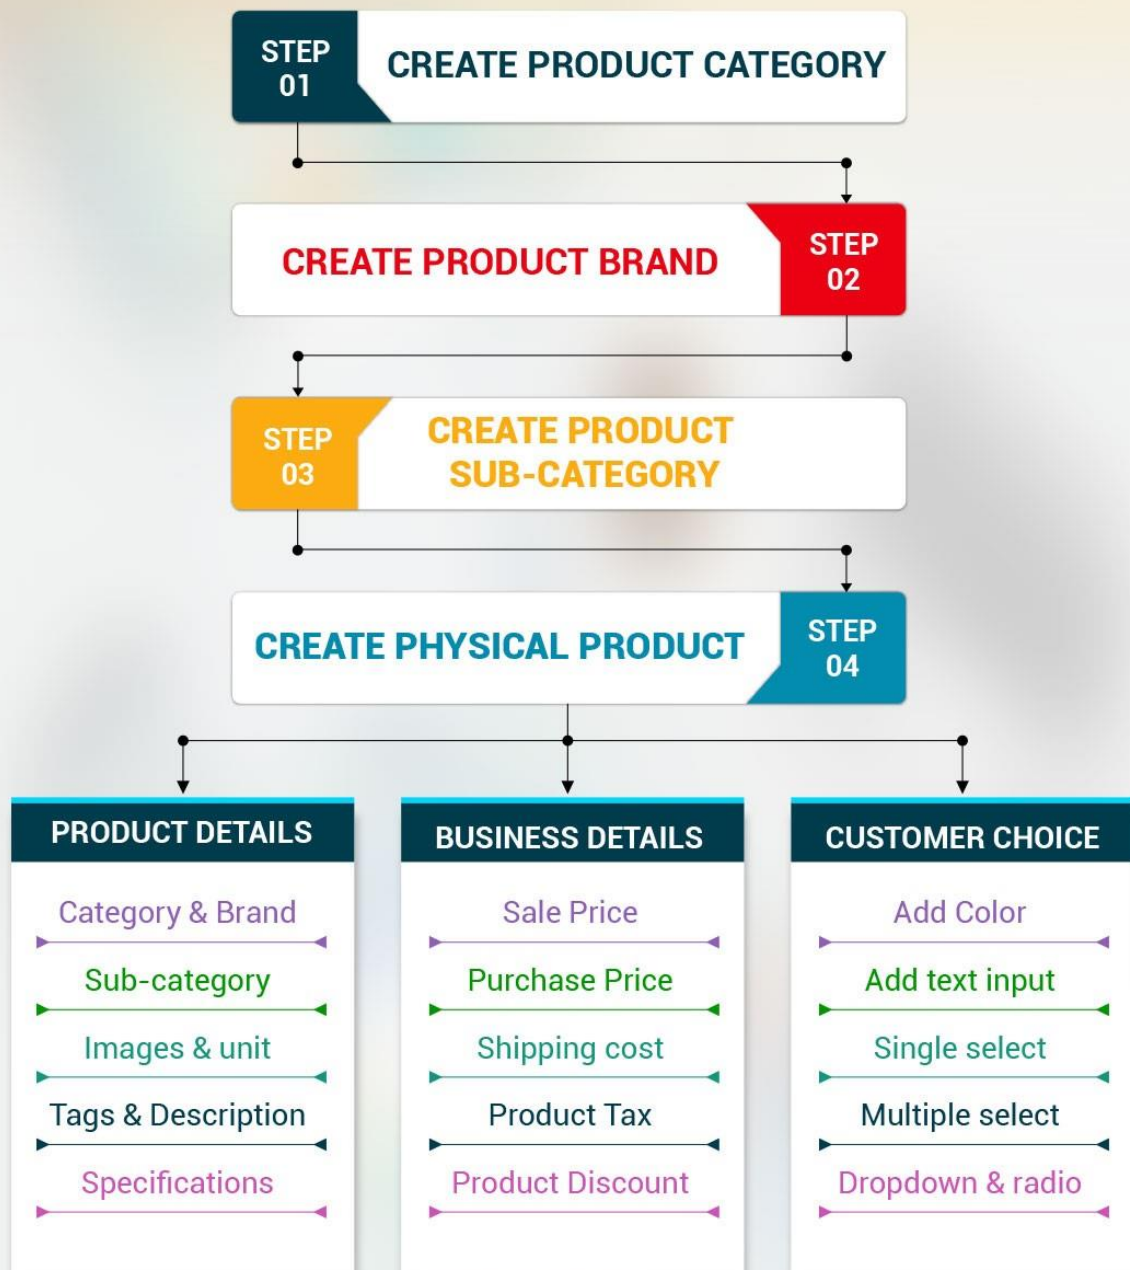 STEP
01
CREATE PRODUCT CATEGORY
CREATE PRODUCT BRAND
STEP
02
STEP
03
CREATE PRODUCT
SUB-CATEGORY
CREATE PHYSICAL PRODUCT
STEP
04
PRODUCT DETAILS
Category & Brand
Sub-category
Images & unit
Tags & Description
Specifications
BUSINESS DETAILS
Sale Price
Purchase Price
Shipping cost
Product Tax
Product Discount
CUSTOMER CHOICE
Add Color
Add text input
Single select
Multiple select
Dropdown & radio